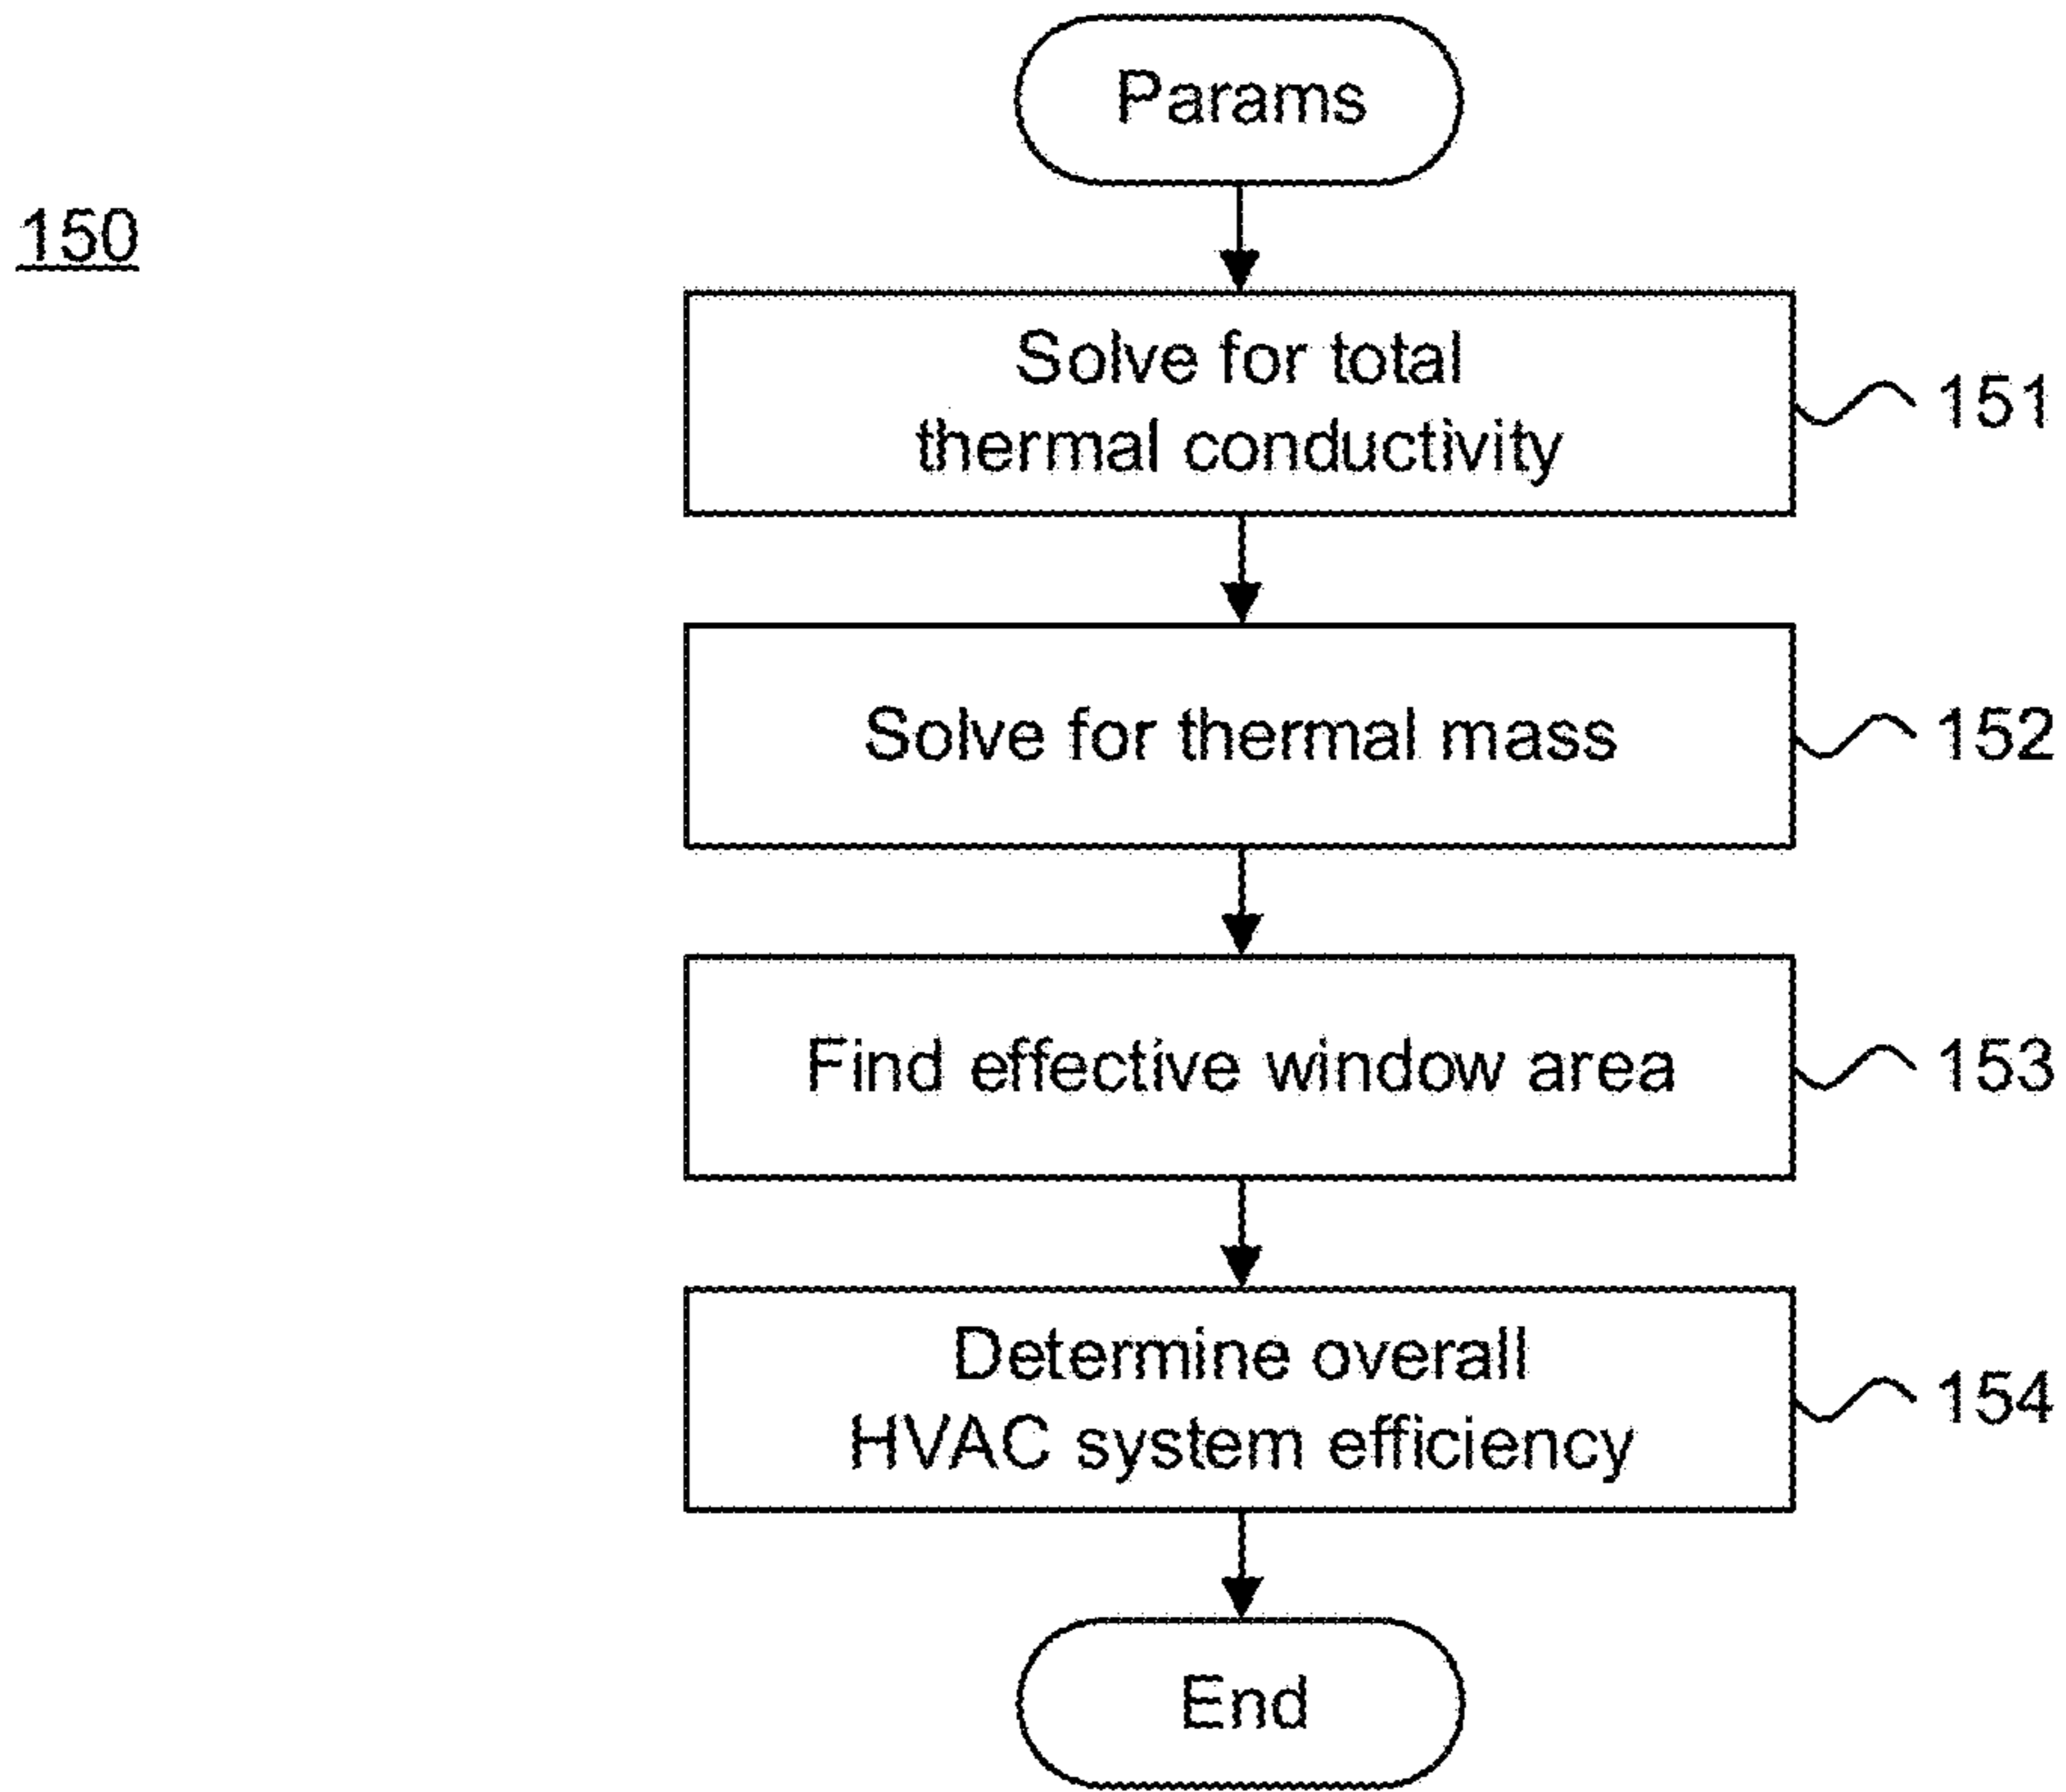 Params
150
Solve for total
thermal conductivity
151
Solve for thermal mass
152
Find effective window area
153
Determine overall
HVAC system efficiency
154
End